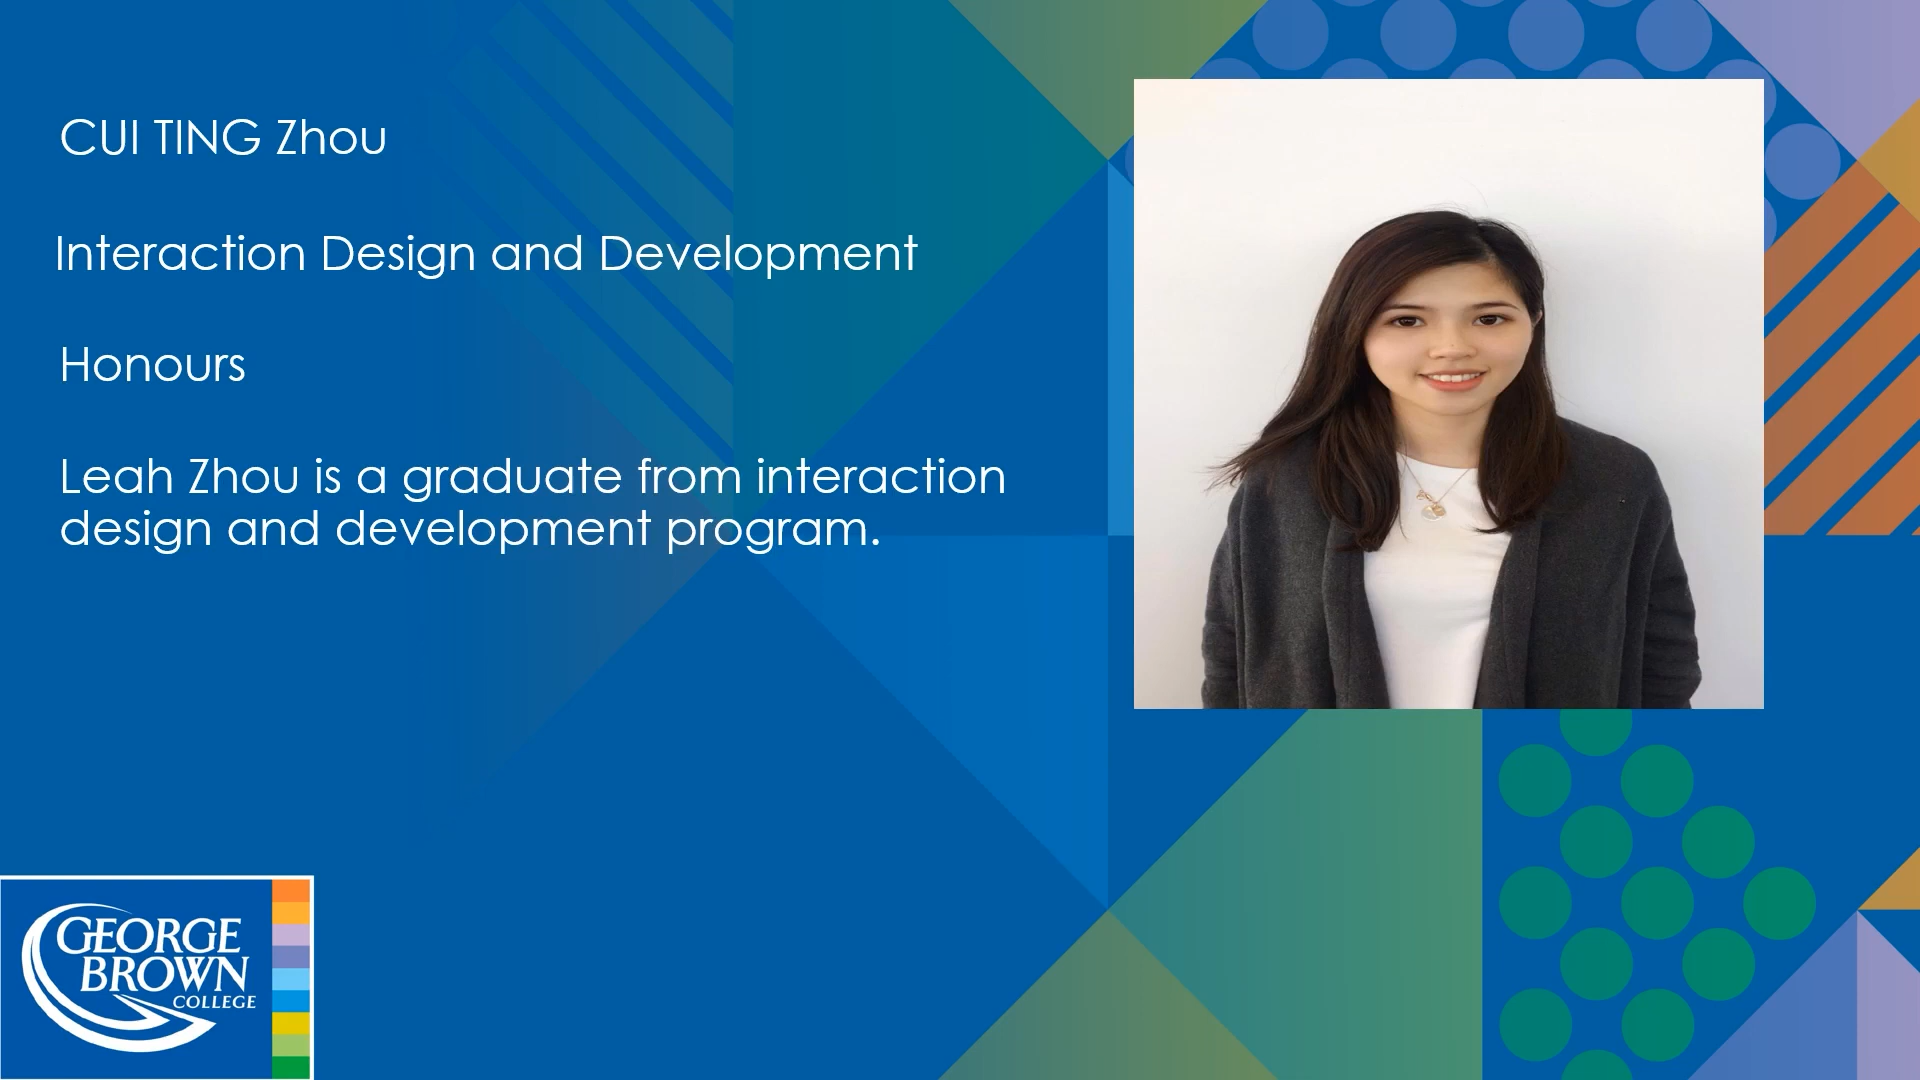 CUI TING Zhou
Interaction Design and Development
Honours
Leah Zhou is a graduate from interaction
design and development program.
GEORGE
BROWN
COLLEGE